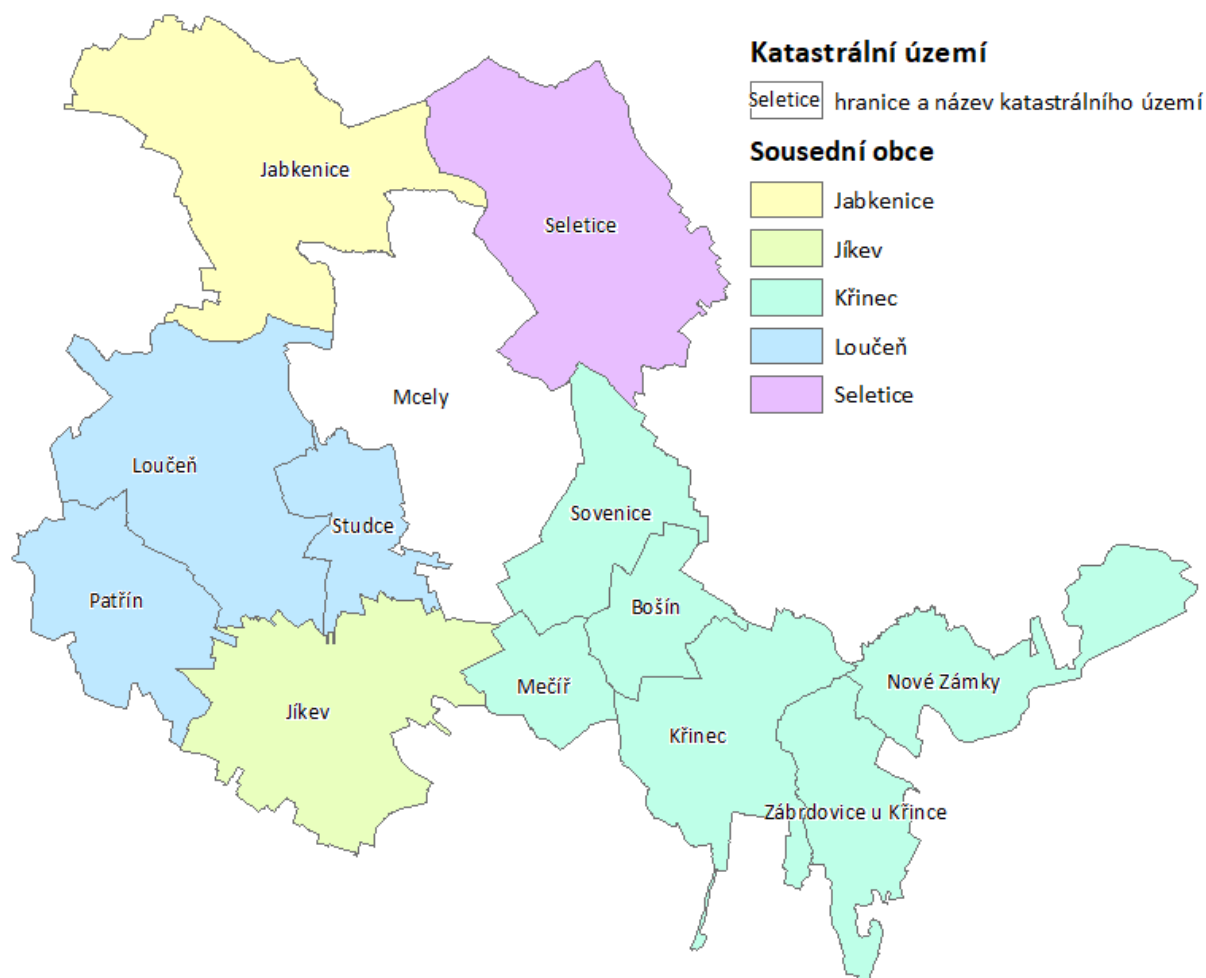 Katastrální území
Seletice hranice a název katastrálního území
Sousední obce
Jabkenice
Jíkev
Křinec
Loučeň
Seletice
Jabkenice
Seletice
Mcely
Loučeň
Studce
Sovenice
Patřín
Bošín
Mečíř
Nové Zámky
Jíkev
Křinec
Zábrdovice u Křince